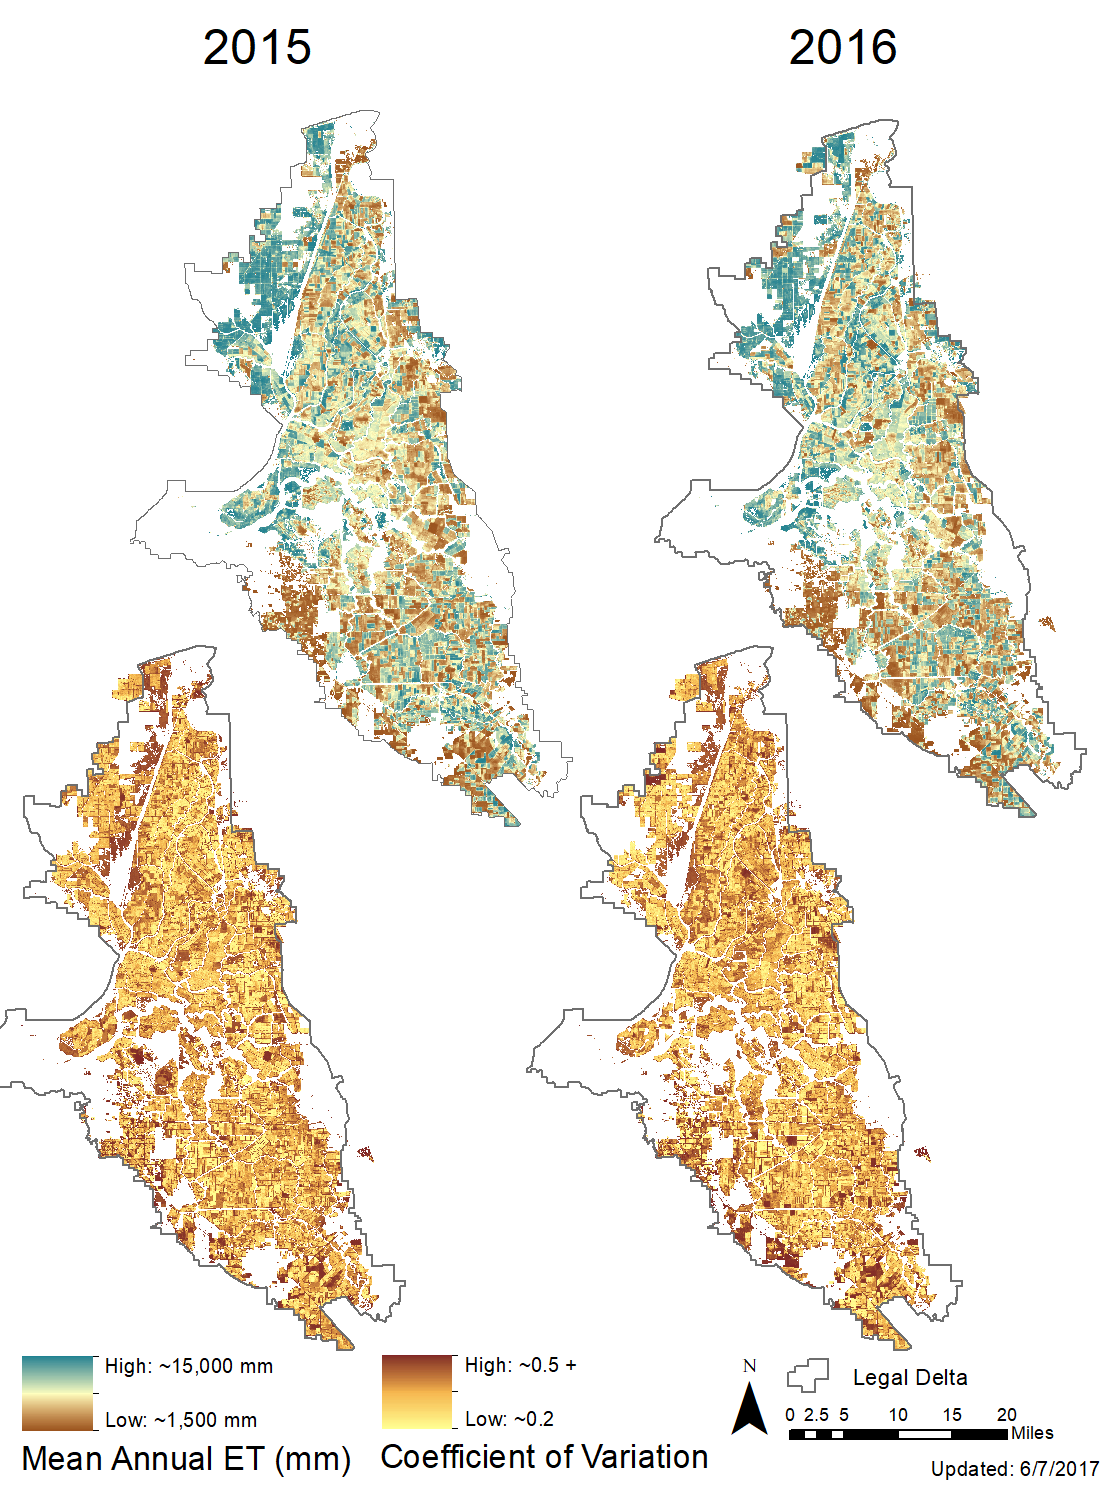 2015
2016
High: ~15,000 mm
Low: ~1,500 mm
Mean Annual ET (mm)
High: ~0.5 +
Low: ~0.2
Coefficient of Variation
N
Legal Delta
0 2.5 5 10 15 20
Miles
Updated: 6/7/2017